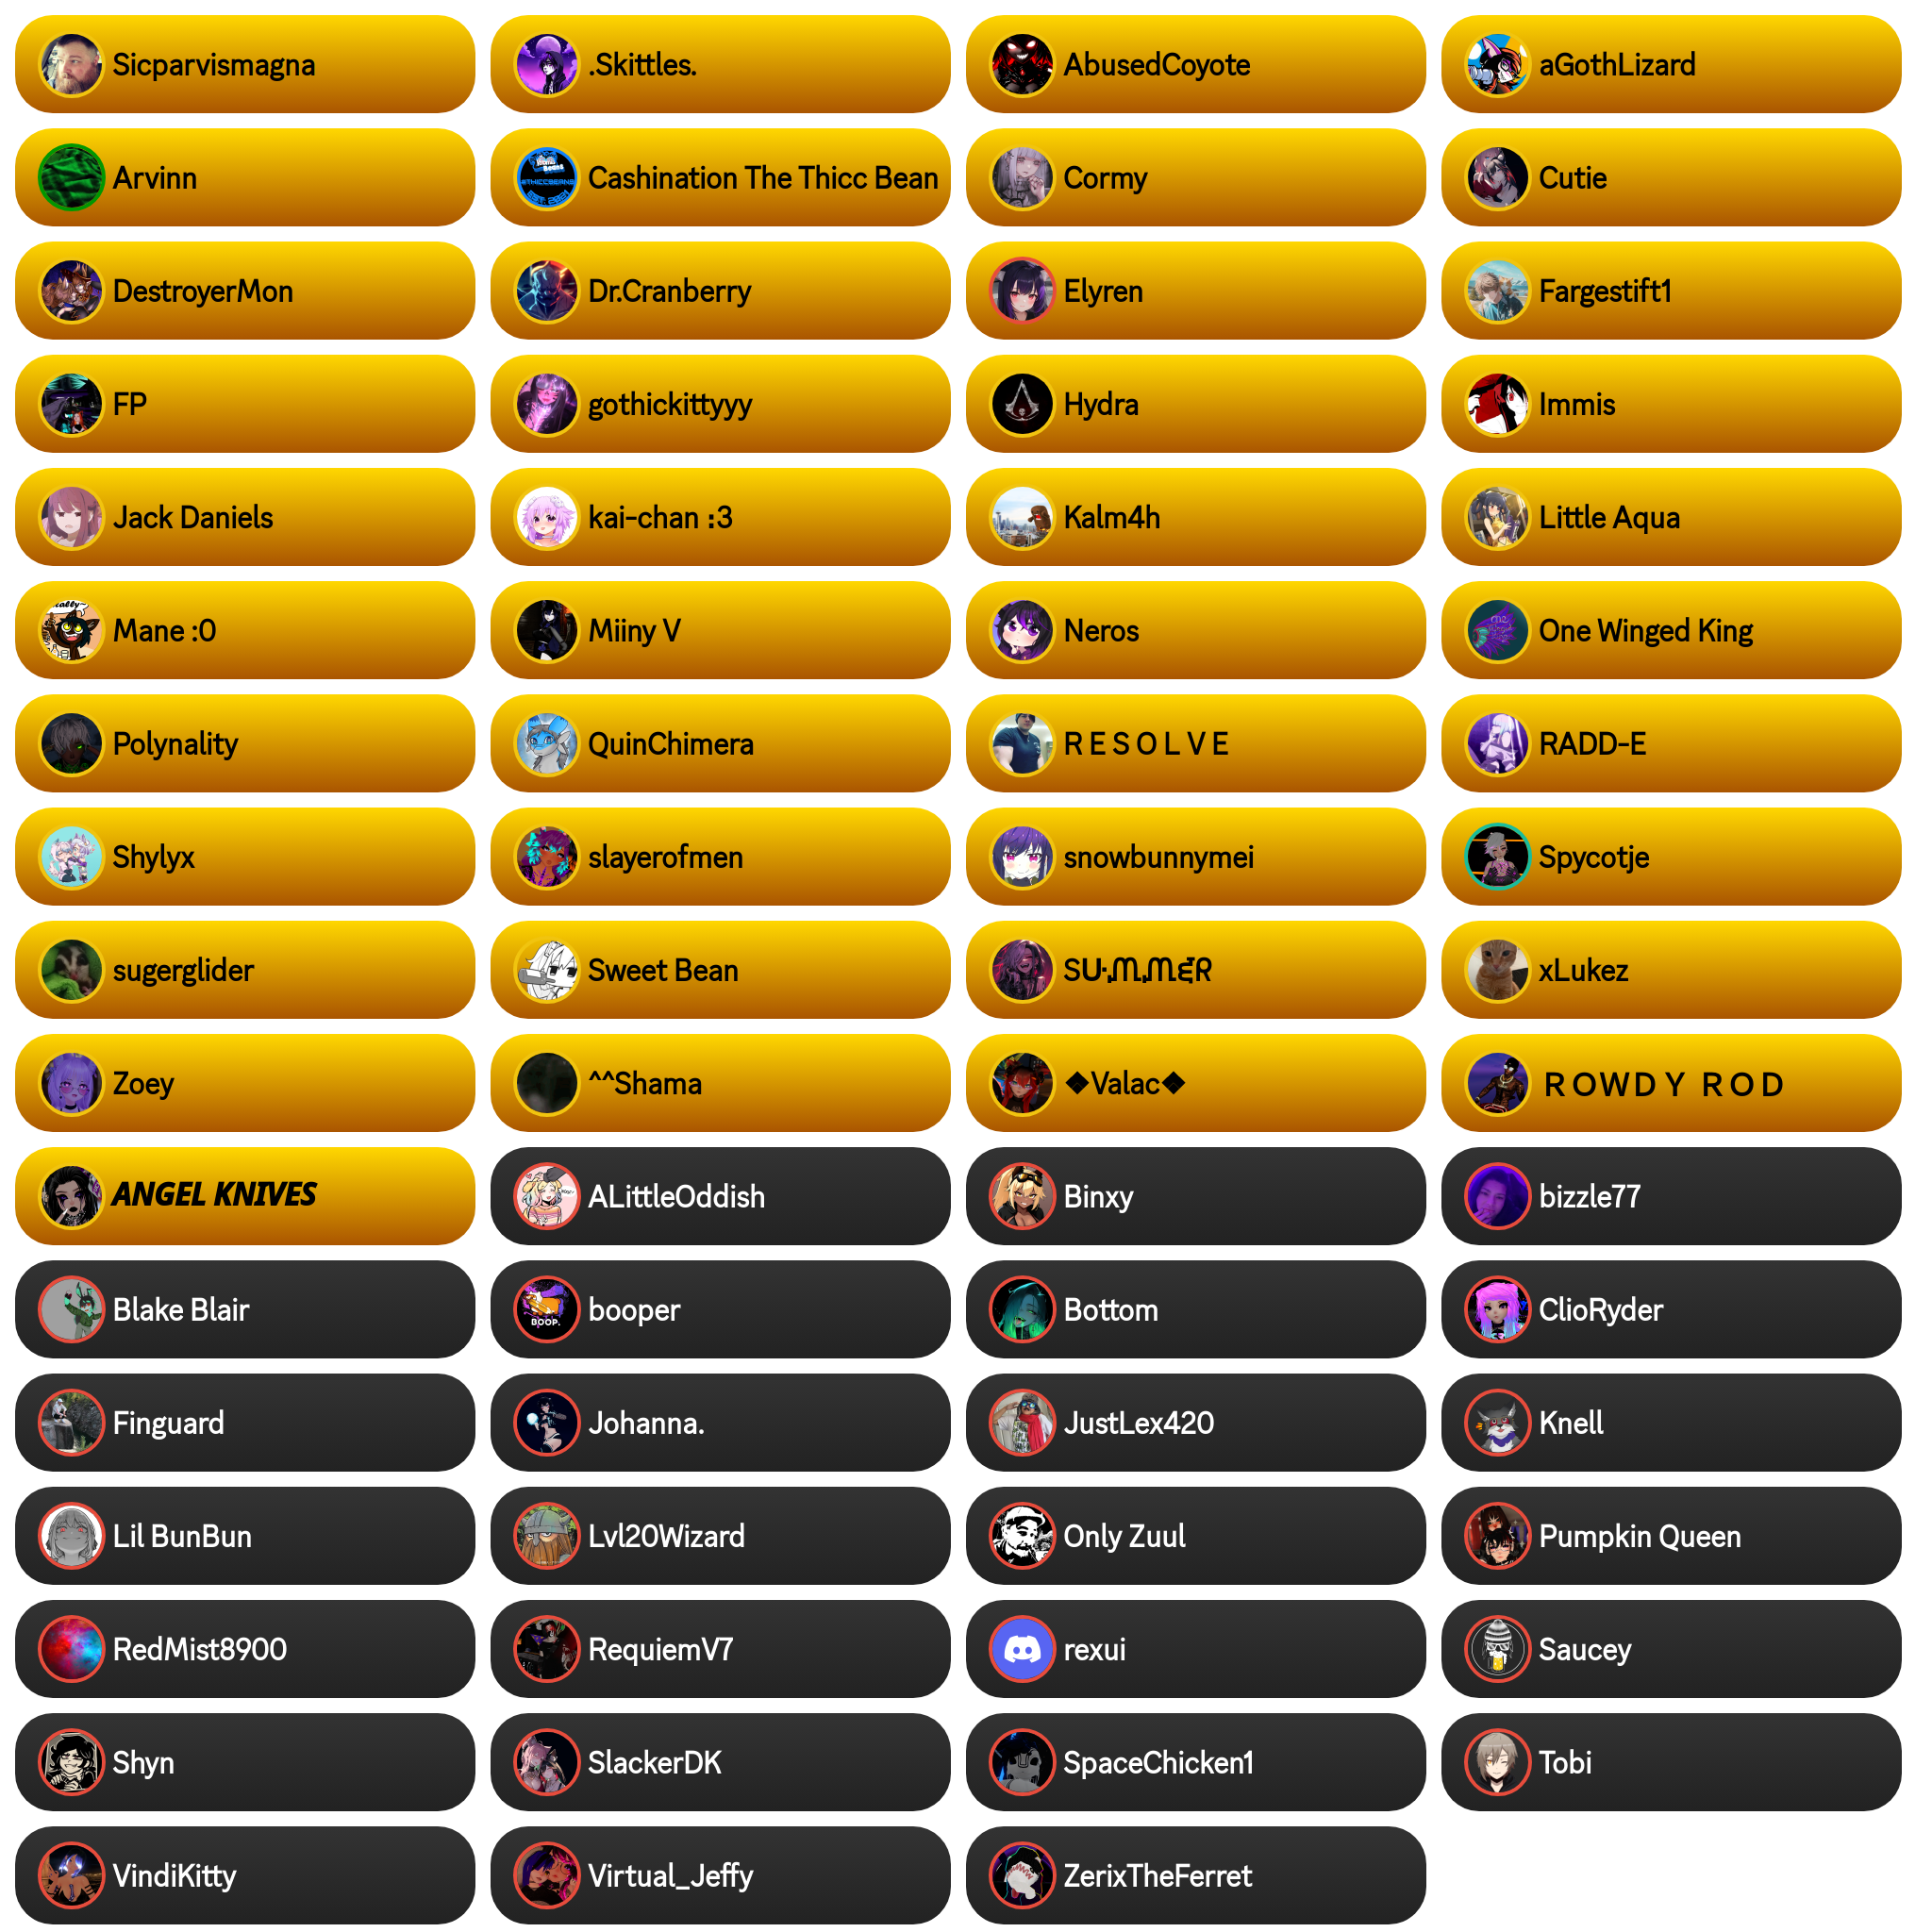 Sicparvismagna
.Skittles.
AbusedCoyote
aGothLizard
Arvinn
Cashination The Thicc Bean
Cormy
Cutie
DestroyerMon
Dr.Cranberry
Elyren
Fargestift1
FP
gothickittyyy
Hydra
Immis
Jack Daniels
kai-chan :3
Kalm4h
Little Aqua
Mane :0
Miiny V
Neros
One Winged King
Polynality
QuinChimera
R E S O L V E
RADD-E
Shylyx
slayerofmen
snowbunnymei
Spycotje
sugerglider
Sweet Bean
xLukez
Zoey
^^Shama
❖Valac❖
R O W D Y R O D
ANGEL KNIVES
ALittleOddish
Binxy
bizzle77
Blake Blair
BOOP.
booper
Bottom
ClioRyder
Finguard
Johanna.
JustLex420
Knell
Lil BunBun
Lvl20Wizard
Only Zuul
Pumpkin Queen
RedMist8900
RequiemV7
rexui
Saucey
Shyn
SlackerDK
SpaceChicken1
Tobi
VindiKitty
Virtual_Jeffy
ZerixTheFerret